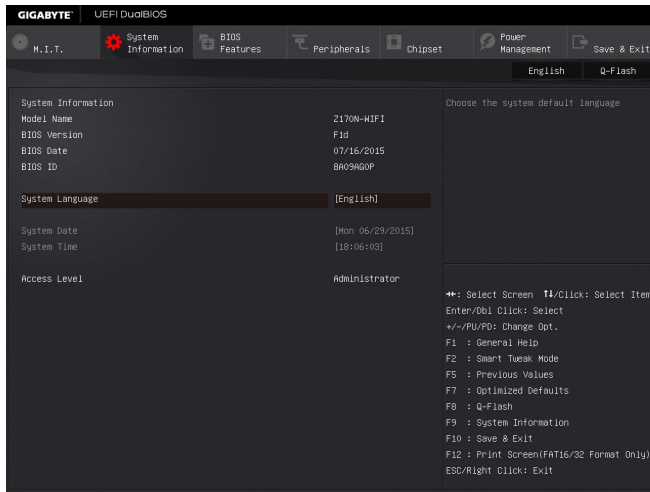 GIGABYTE™ UEFI DualBIOS
M.I.T. System Information BIOS Features Peripherals Chipset Power Management Save & Exit
English Q-Flash
System Information
Model Name Z170N-WIFI
BIOS Version F1d
BIOS Date 07/16/2015
BIOS ID 8A09AG0P
System Language [English]
System Date [Mon 06/29/2015]
System Time [18:06:03]
Access Level Administrator
Choose the system default language
→←: Select Screen ↑↓/Click: Select Item
Enter/Dbl Click: Select
+/-/PU/PD: Change Opt.
F1 : General Help
F2 : Smart Tweak Mode
F5 : Previous Values
F7 : Optimized Defaults
F8 : Q-Flash
F9 : System Information
F10 : Save & Exit
F12 : Print Screen(FAT16/32 Format Only)
ESC/Right Click: Exit